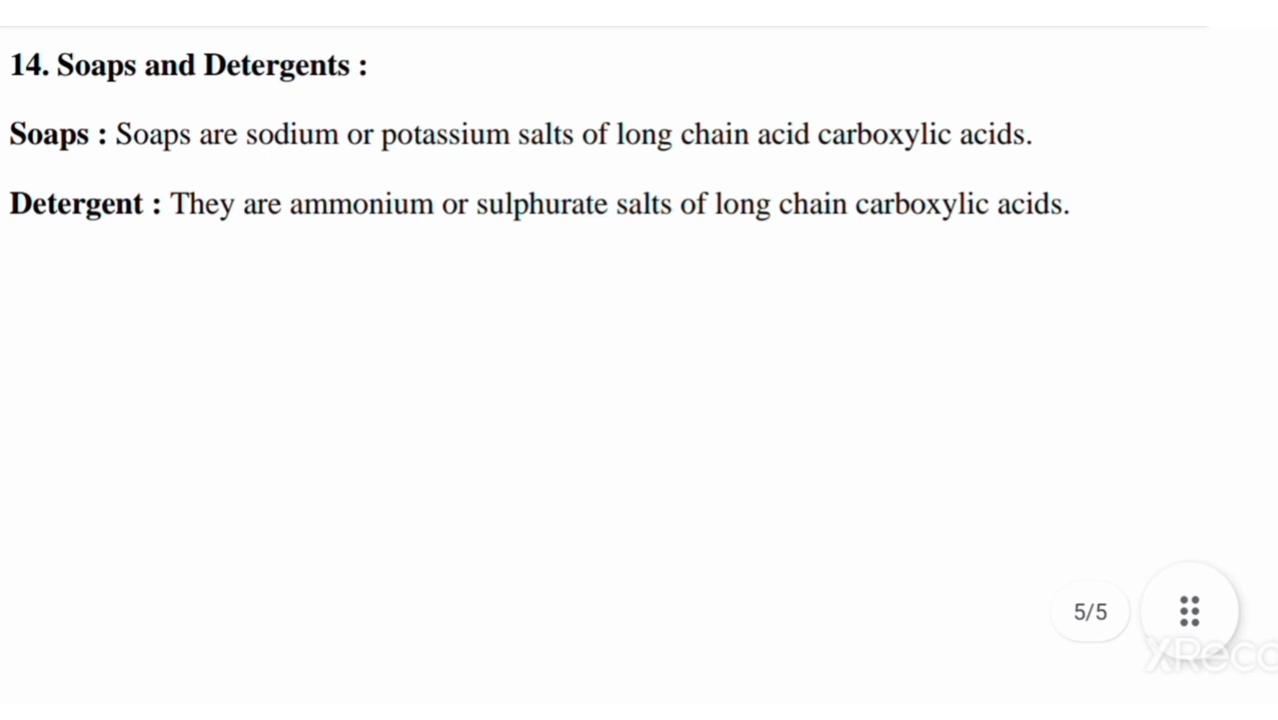 14. Soaps and Detergents :
Soaps : Soaps are sodium or potassium salts of long chain acid carboxylic acids.
Detergent : They are ammonium or sulphurate salts of long chain carboxylic acids.
5/5
XReco